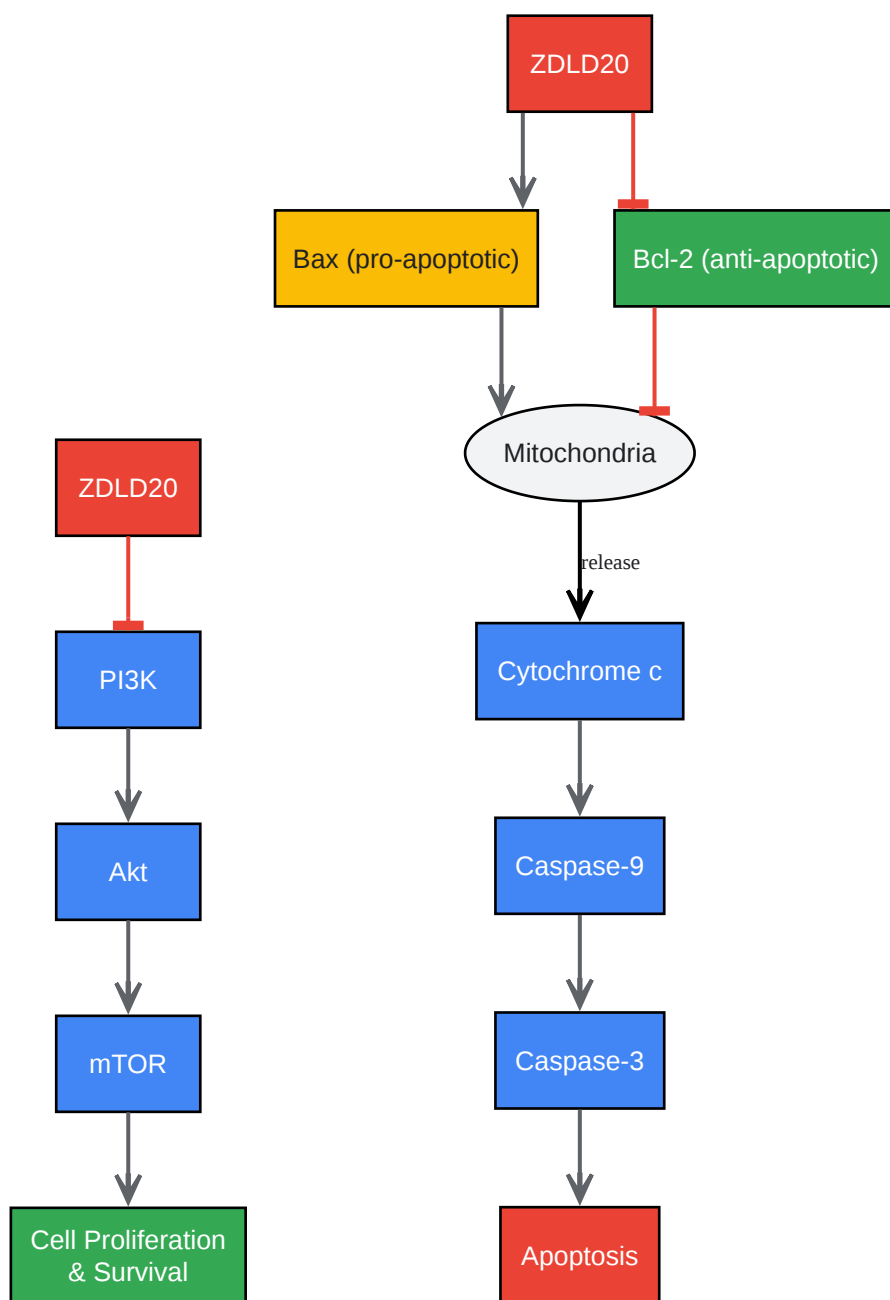 ZDLD20
Bax (pro-apoptotic)
Bcl-2 (anti-apoptotic)
Mitochondria
release
Cytochrome c
Caspase-9
Caspase-3
Apoptosis
ZDLD20
PI3K
Akt
mTOR
Cell Proliferation
& Survival